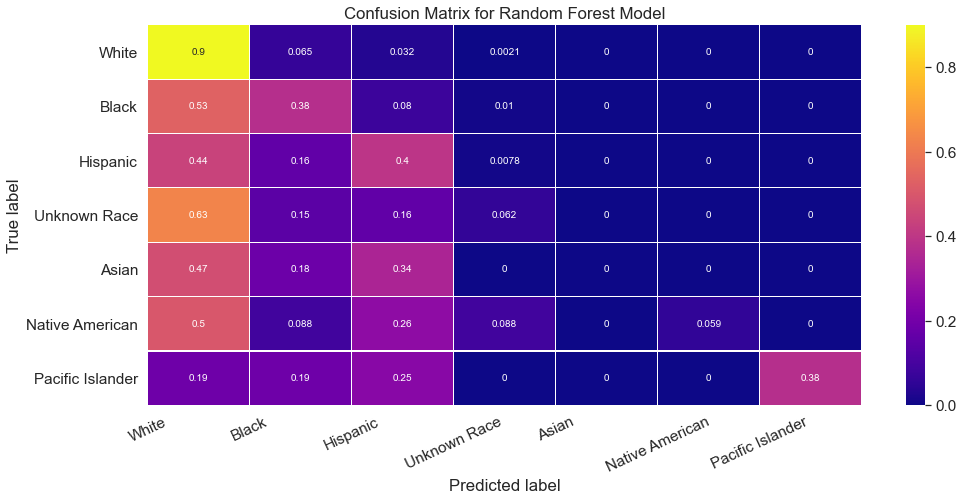 Confusion Matrix for Random Forest Model
White 0.9 0.065 0.032 0.0021 0 0 0
Black 0.53 0.38 0.08 0.01 0 0 0
Hispanic 0.44 0.16 0.4 0.0078 0 0 0
Unknown Race 0.63 0.15 0.16 0.062 0 0 0
Asian 0.47 0.18 0.34 0 0 0 0
Native American 0.5 0.088 0.26 0.088 0 0.059 0
Pacific Islander 0.19 0.19 0.25 0 0 0 0.38
White Black Hispanic Unknown Race Asian Native American Pacific Islander
Predicted label
True label
0.8
0.6
0.4
0.2
0.0